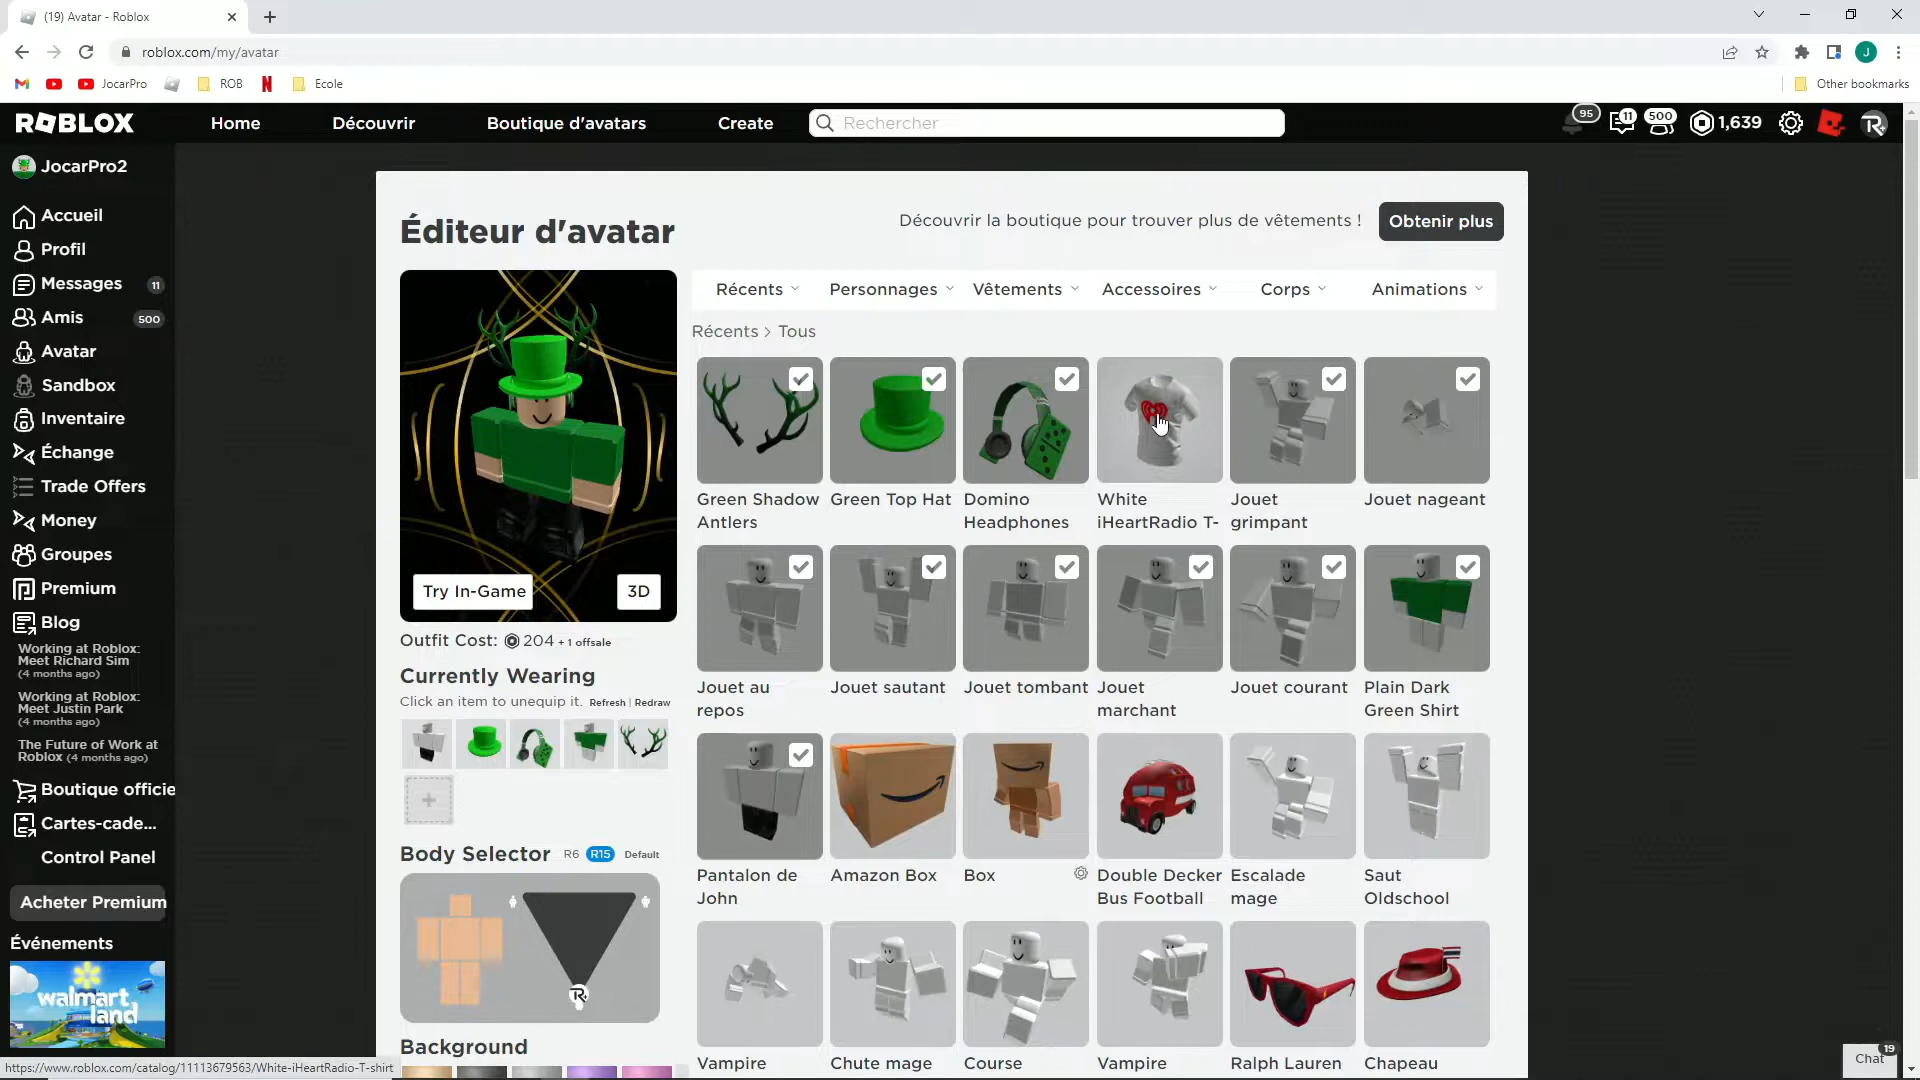 (19) Avatar - Roblox
roblox.com/my/avatar
J
JocarPro
ROB
Ecole
Other bookmarks
ROBLOX
Home
Découvrir
Boutique d'avatars
Create
Rechercher
95
11
500
1,639
JocarPro2
Accueil
Profil
Messages 11
Amis 500
Avatar
Sandbox
Inventaire
Échange
Trade Offers
Money
Groupes
Premium
Blog
Working at Roblox:
Meet Richard Sim
(4 months ago)
Working at Roblox:
Meet Justin Park
(4 months ago)
The Future of Work at
Roblox (4 months ago)
Boutique officie
Cartes-cade...
Control Panel
Acheter Premium
Événements
walmart
land
https://www.roblox.com/catalog/11113679563/White-iHeartRadio-T-shirt
Éditeur d'avatar
Découvrir la boutique pour trouver plus de vêtements !
Obtenir plus
Try In-Game
3D
Outfit Cost: 204 + 1 offsale
Currently Wearing
Click an item to unequip it. Refresh | Redraw
Body Selector R6 R15 Default
Background
Récents
Personnages
Vêtements
Accessoires
Corps
Animations
Récents > Tous
Green Shadow
Antlers
Green Top Hat
Domino
Headphones
White
iHeartRadio T-
Jouet
grimpant
Jouet nageant
Jouet au
repos
Jouet sautant
Jouet tombant
Jouet
marchant
Jouet courant
Plain Dark
Green Shirt
Pantalon de
John
Amazon Box
Box
Double Decker
Bus Football
Escalade
mage
Saut
Oldschool
Vampire
Chute mage
Course
Vampire
Ralph Lauren
Chapeau
Chat
19